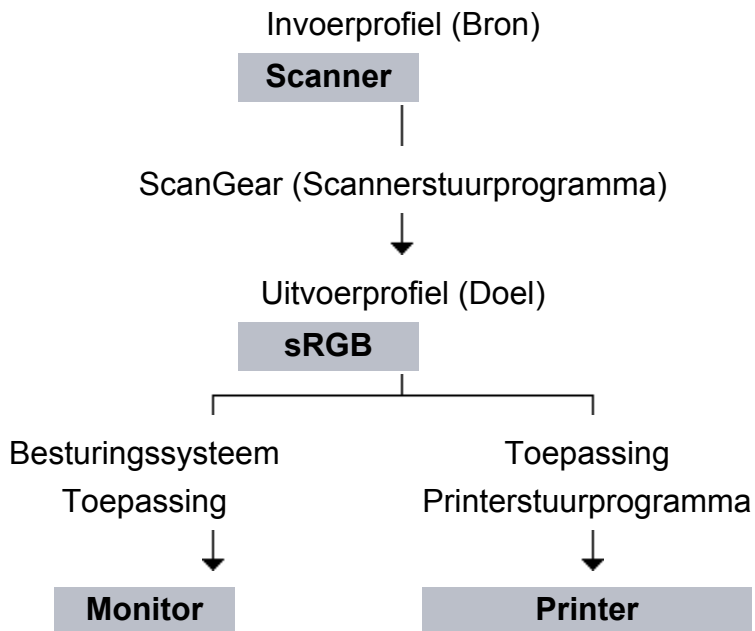 Invoerprofiel (Bron)
Scanner
ScanGear (Scannerstuurprogramma)
Uitvoerprofiel (Doel)
sRGB
Besturingssysteem
Toepassing
Monitor
Toepassing
Printerstuurprogramma
Printer